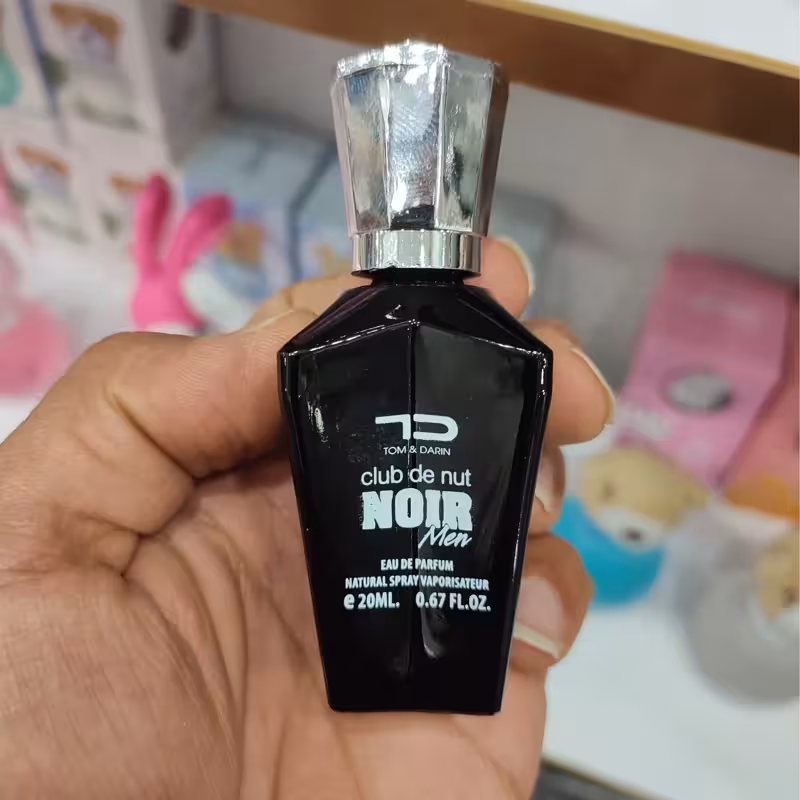 TD
TOM & DARIN
club de nut
NOIR
Men
EAU DE PARFUM
NATURAL SPRAY VAPORISATEUR
e 20ML. 0.67 FL.OZ.